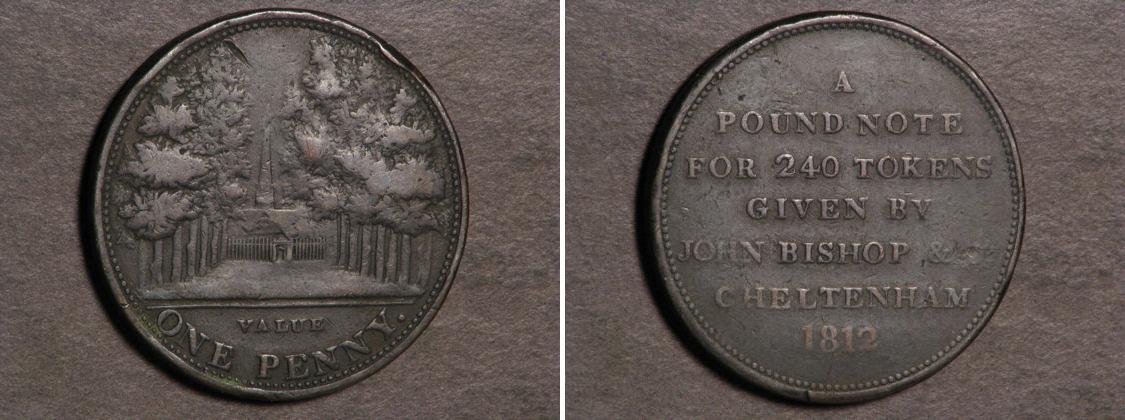 VALUE
ONE PENNY.
A
POUND NOTE
FOR 240 TOKENS
GIVEN BY
JOHN BISHOP &
CHELTENHAM
1812